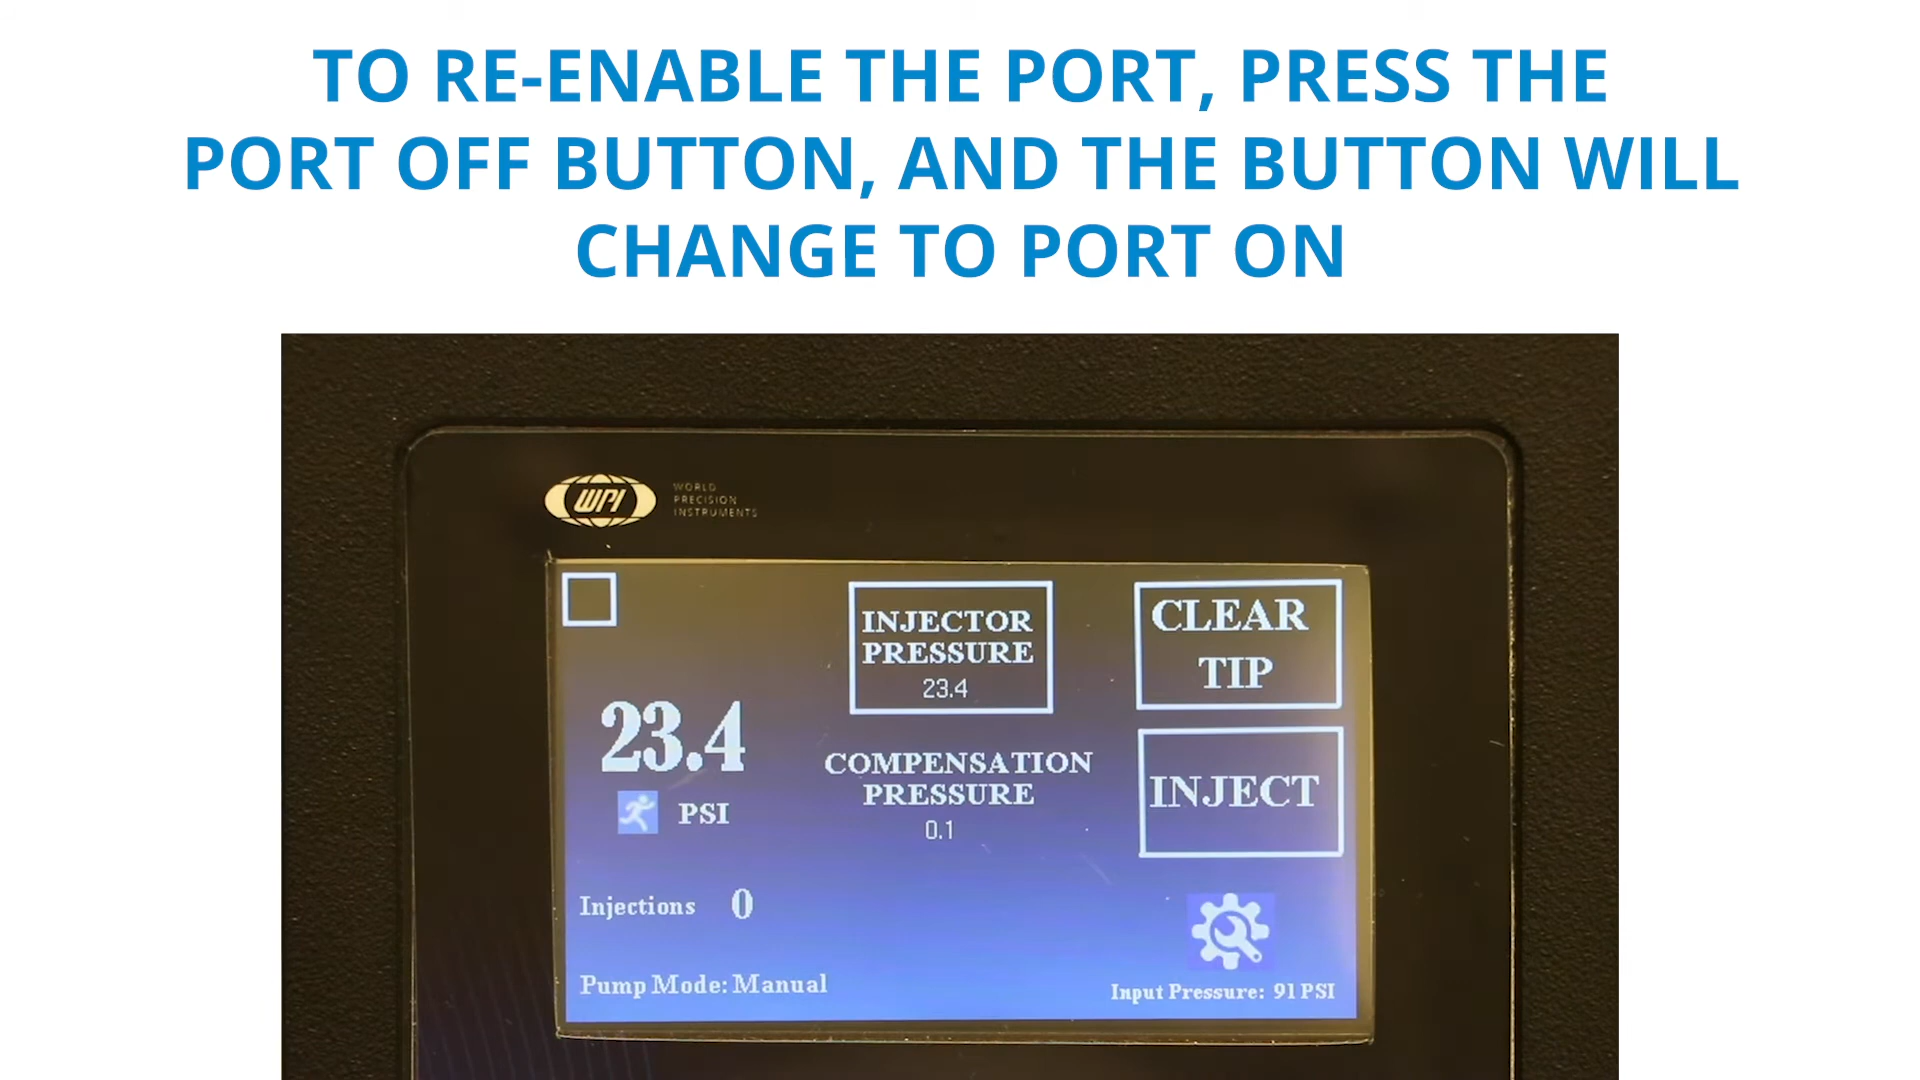 TO RE-ENABLE THE PORT, PRESS THE
PORT OFF BUTTON, AND THE BUTTON WILL
CHANGE TO PORT ON
WPI
WORLD
PRECISION
INSTRUMENTS
INJECTOR
PRESSURE
23.4
CLEAR
TIP
23.4
PSI
COMPENSATION
PRESSURE
0.1
INJECT
Injections 0
Pump Mode: Manual
Input Pressure: 91 PSI